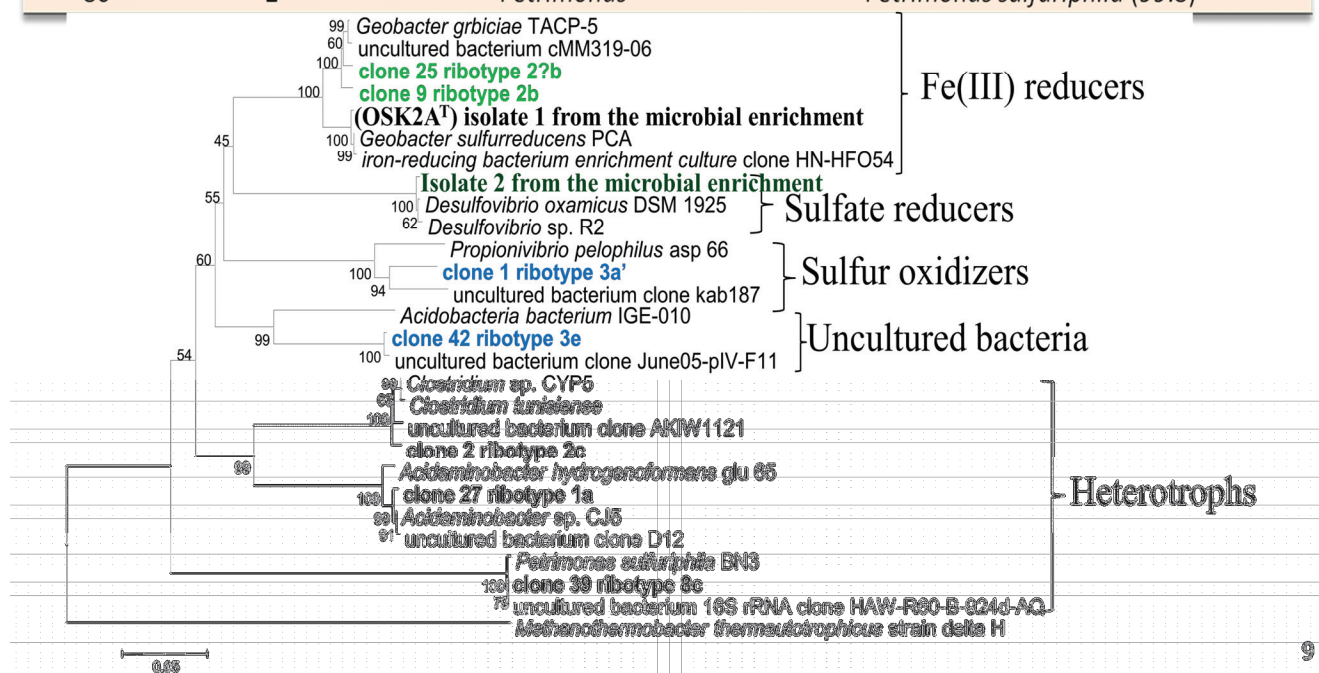 Petrimonas
99 Geobacter grbiciae TACP-5
60 uncultured bacterium cMM319-06
100 clone 25 ribotype 2?b
100 clone 9 ribotype 2b
Fe(III) reducers
(OSK2Aᵀ) isolate 1 from the microbial enrichment
100 Geobacter sulfurreducens PCA
99 iron-reducing bacterium enrichment culture clone HN-HFO54
45
Isolate 2 from the microbial enrichment
100 Desulfovibrio oxamicus DSM 1925
62 Desulfovibrio sp. R2
Sulfate reducers
55
Propionivibrio pelophilus asp 66
100 clone 1 ribotype 3a’
94 uncultured bacterium clone kab187
Sulfur oxidizers
60
Acidobacteria bacterium IGE-010
99 clone 42 ribotype 3e
100 uncultured bacterium clone June05-pIV-F11
Uncultured bacteria
54
99 Clostridium sp. CYP5
Clostridium tunisiense
100 uncultured bacterium clone AKIW1121
clone 2 ribotype 2c
99
Acidaminobacter hydrogenoformans glu 65
100 clone 27 ribotype 1a
99 Acidaminobacter sp. CJ5
91 uncultured bacterium clone D12
Heterotrophs
Petrimonas sulfuriphila BN3
100 clone 39 ribotype 8c
uncultured bacterium 16S rRNA clone HAW-R60-B-924d-AQ
Methanothermobacter thermautotrophicus strain delta H
0.05
9